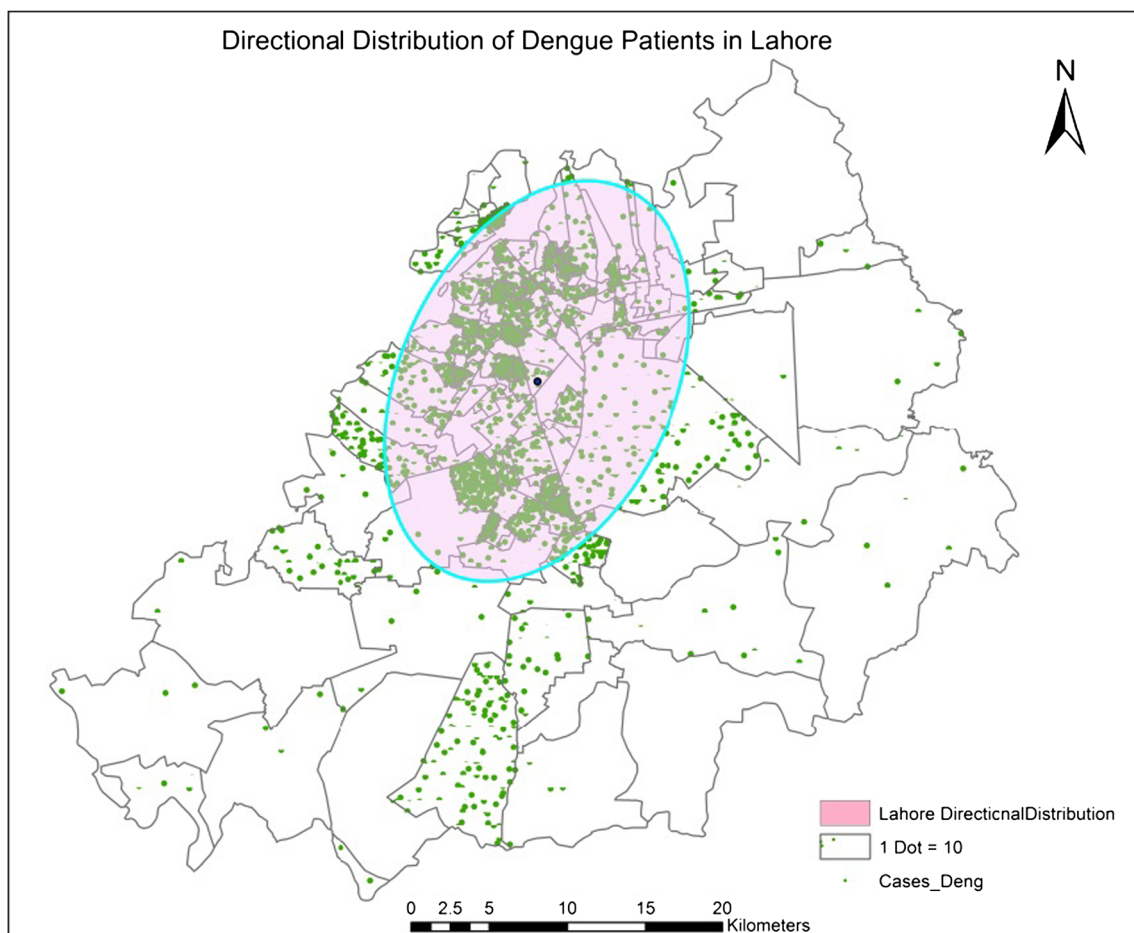 Directional Distribution of Dengue Patients in Lahore
N
Lahore DirecticnalDistribution
1 Dot = 10
Cases_Deng
0 2.5 5 10 15 20
Kilometers